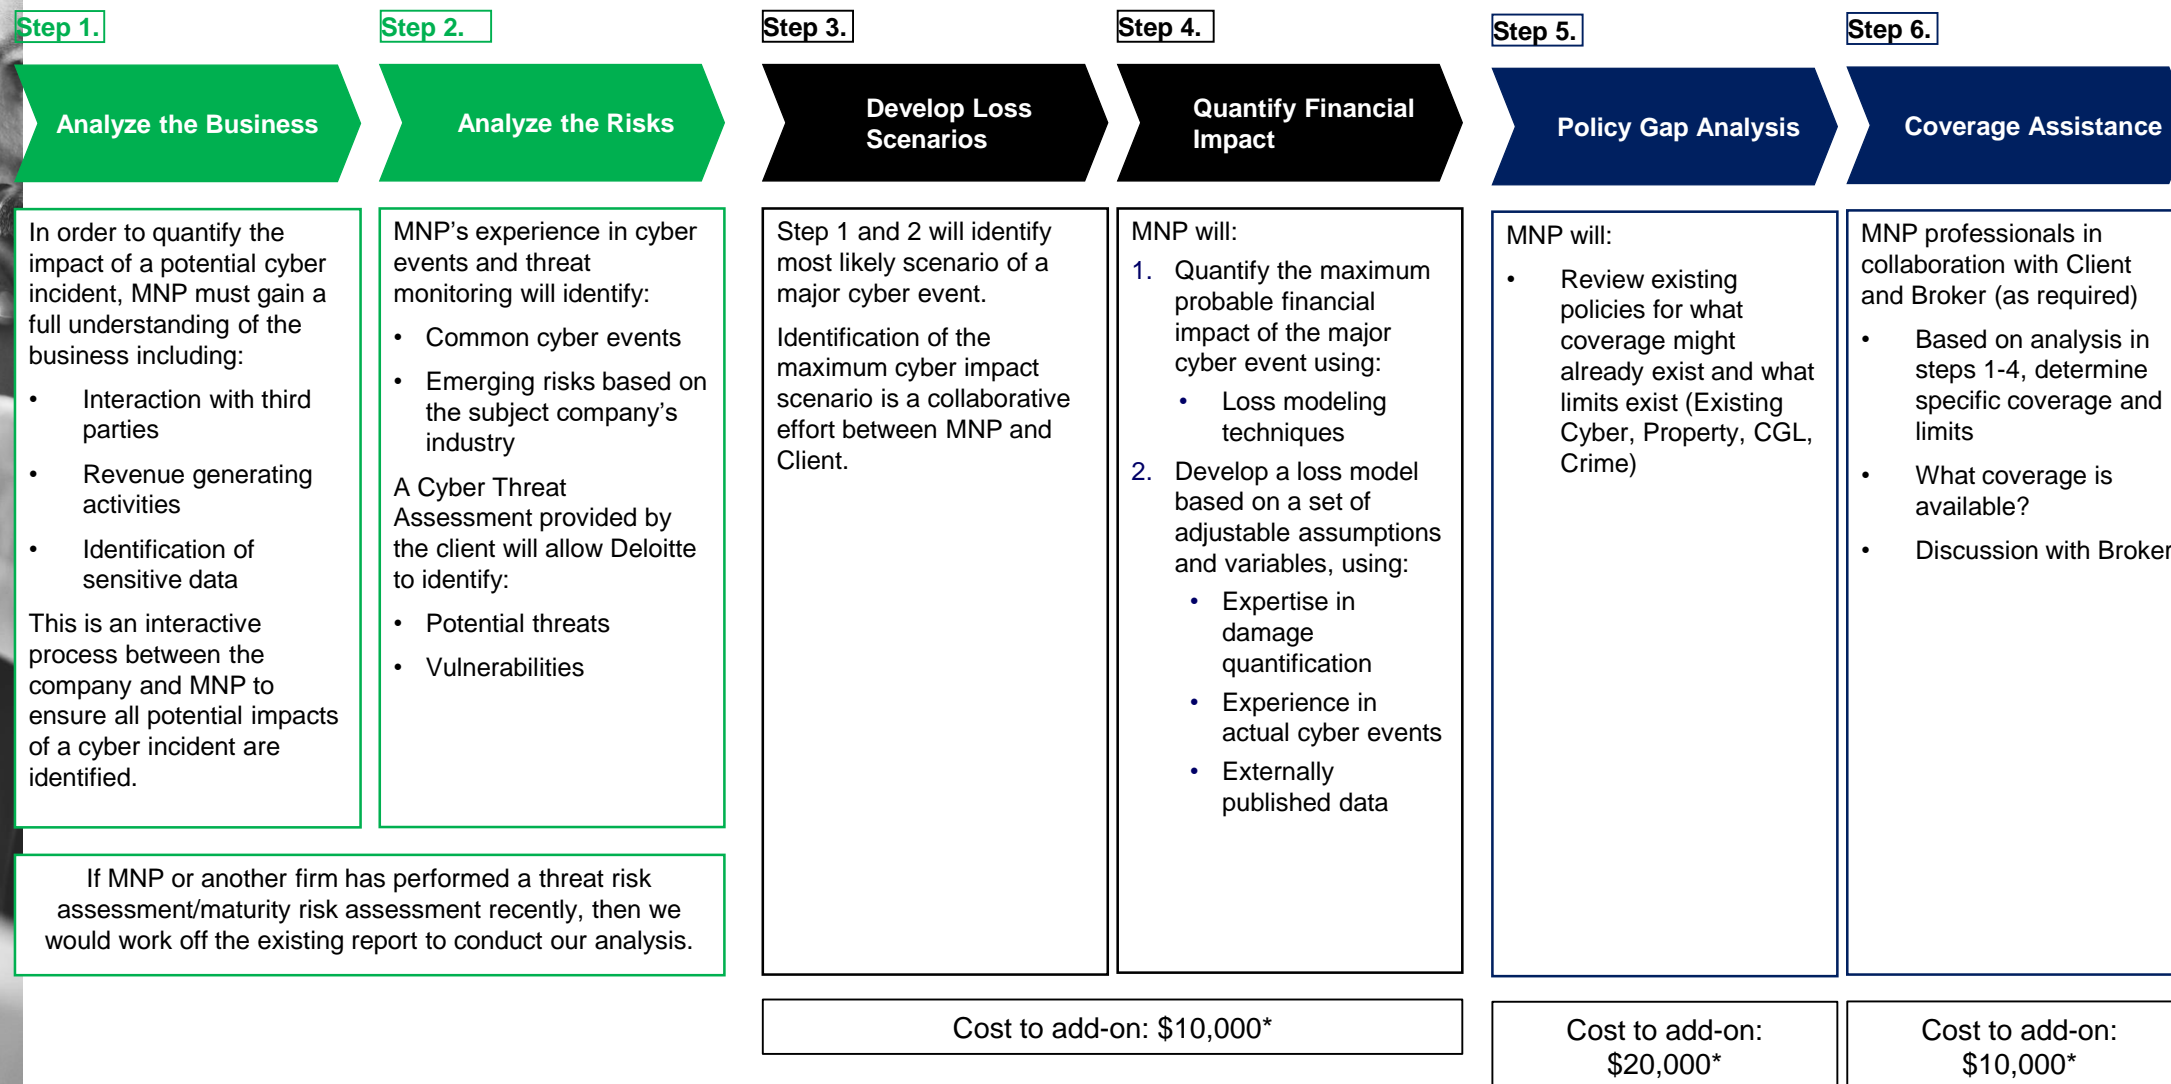 Step 1.
Analyze the Business
In order to quantify the
impact of a potential cyber
incident, MNP must gain a
full understanding of the
business including:
• Interaction with third
parties
• Revenue generating
activities
• Identification of
sensitive data
This is an interactive
process between the
company and MNP to
ensure all potential impacts
of a cyber incident are
identified.
Step 2.
Analyze the Risks
MNP's experience in cyber
events and threat
monitoring will identify:
• Common cyber events
• Emerging risks based on
the subject company's
industry
A Cyber Threat
Assessment provided by
the client will allow Deloitte
to identify:
• Potential threats
• Vulnerabilities
If MNP or another firm has performed a threat risk
assessment/maturity risk assessment recently, then we
would work off the existing report to conduct our analysis.
Step 3.
Develop Loss
Scenarios
Step 1 and 2 will identify
most likely scenario of a
major cyber event.
Identification of the
maximum cyber impact
scenario is a collaborative
effort between MNP and
Client.
Step 4.
Quantify Financial
Impact
MNP will:
1. Quantify the maximum
probable financial
impact of the major
cyber event using:
• Loss modeling
techniques
2. Develop a loss model
based on a set of
adjustable assumptions
and variables, using:
• Expertise in
damage
quantification
• Experience in
actual cyber events
• Externally
published data
Cost to add-on: $10,000*
Step 5.
Policy Gap Analysis
MNP will:
• Review existing
policies for what
coverage might
already exist and what
limits exist (Existing
Cyber, Property, CGL,
Crime)
Cost to add-on:
$20,000*
Step 6.
Coverage Assistance
MNP professionals in
collaboration with Client
and Broker (as required)
• Based on analysis in
steps 1-4, determine
specific coverage and
limits
• What coverage is
available?
• Discussion with Broker
Cost to add-on:
$10,000*